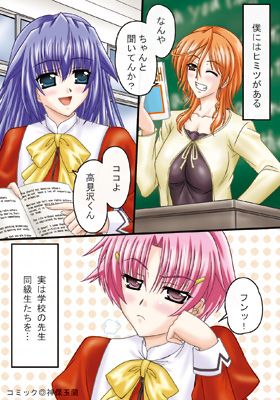 僕にはヒミツがある
なんや
ちゃんと
聞いてんか？
ココよ
高見沢くん
フンッ！
実は学校の先生
同級生たちを…
コミック◎神葉玉蘭